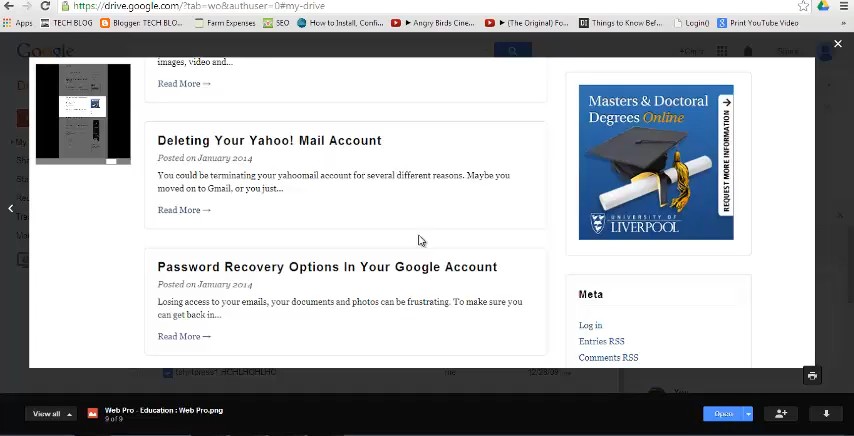 https://drive.google.com/?tab=wo&authuser=0#my-drive
Apps
TECH BLOG
Blogger: TECH BLO...
Farm Expenses
SEO
How to Install, Confi...
Angry Birds Cine...
(The Original) Fo...
Things to Know Bef...
Login()
Print YouTube Video
Google
images, video and...
Read More →
Deleting Your Yahoo! Mail Account
Posted on January 2014
You could be terminating your yahoomail account for several different reasons. Maybe you
moved on to Gmail, or you just...
Read More →
Password Recovery Options In Your Google Account
Posted on January 2014
Losing access to your emails, your documents and photos can be frustrating. To make sure you
can get back in...
Read More →
Masters & Doctoral
Degrees Online
REQUEST MORE INFORMATION
UNIVERSITY OF
LIVERPOOL
Meta
Log in
Entries RSS
Comments RSS
View all
Web Pro - Education : Web Pro.png
9 of 9
Open